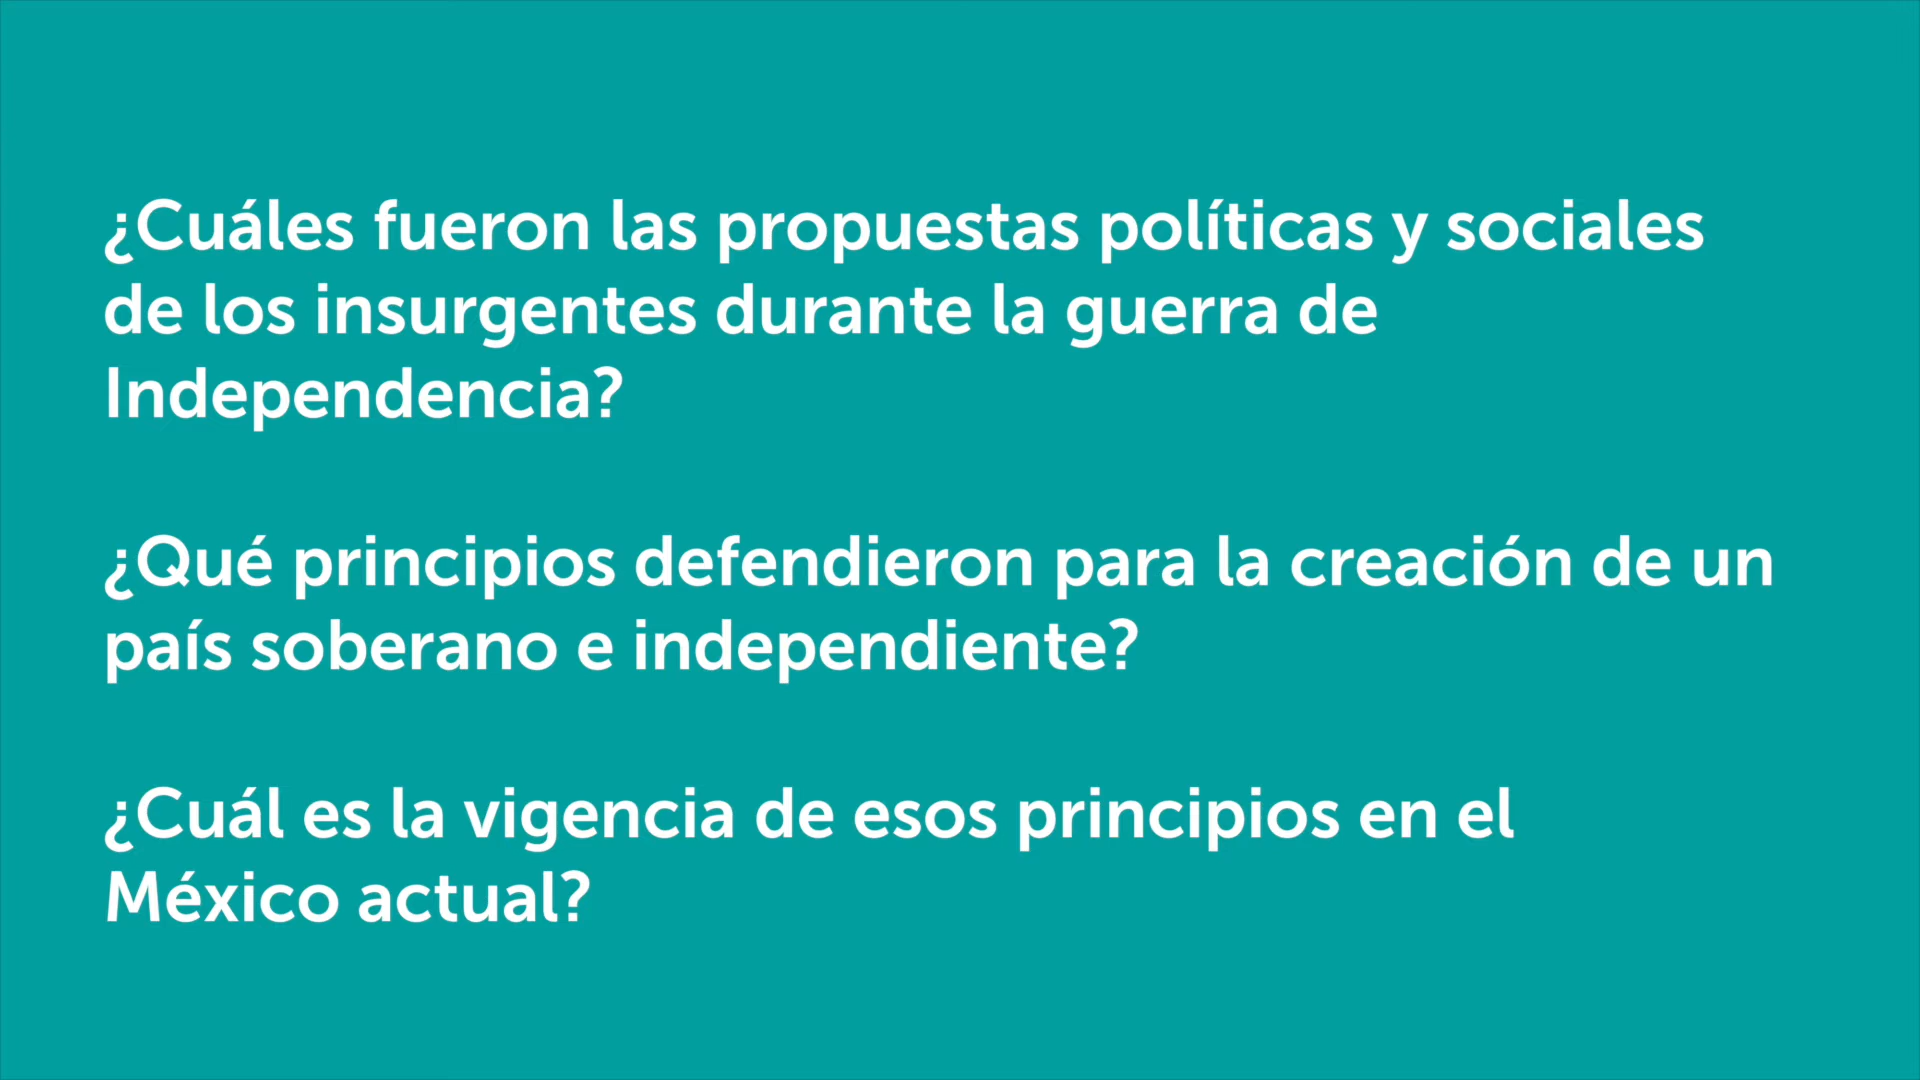 ¿Cuáles fueron las propuestas políticas y sociales
de los insurgentes durante la guerra de
Independencia?
¿Qué principios defendieron para la creación de un
país soberano e independiente?
¿Cuál es la vigencia de esos principios en el
México actual?